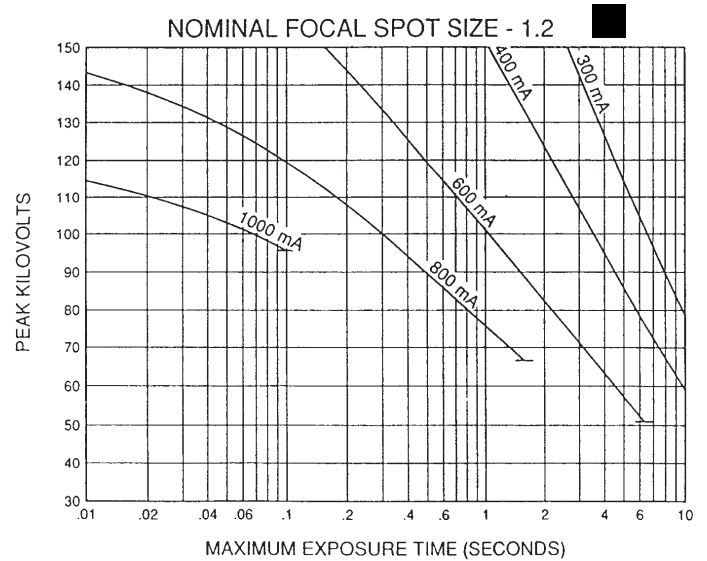 NOMINAL FOCAL SPOT SIZE - 1.2
150
140
130
120
110
100
90
80
70
60
50
40
30
PEAK KILOVOLTS
400 mA
300 mA
600 mA
1000 mA
800 mA
.01 .02 .04 .06 .1 .2 .4 .6 1 2 4 6 10
MAXIMUM EXPOSURE TIME (SECONDS)